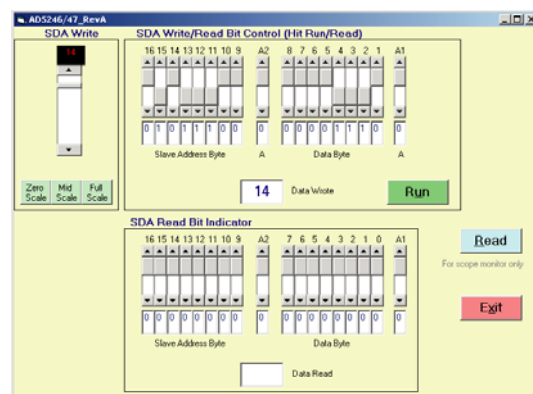 AD5246/47_RevA
SDA Write
SDA Write/Read Bit Control (Hit Run/Read)
14
16 15 14 13 12 11 10 9 A2 8 7 6 5 4 3 2 1 A1
0 1 0 1 1 1 0 0 0 0 0 0 0 1 1 1 0 0
Slave Address Byte A Data Byte A
Zero Scale
Mid Scale
Full Scale
14 Data Wrote Run
SDA Read Bit Indicator
16 15 14 13 12 11 10 9 A2 7 6 5 4 3 2 1 0 A1
0 0 0 0 0 0 0 0 0 0 0 0 0 0 0 0 0 0
Slave Address Byte Data Byte
Data Read
Read
For scope monitor only
Exit